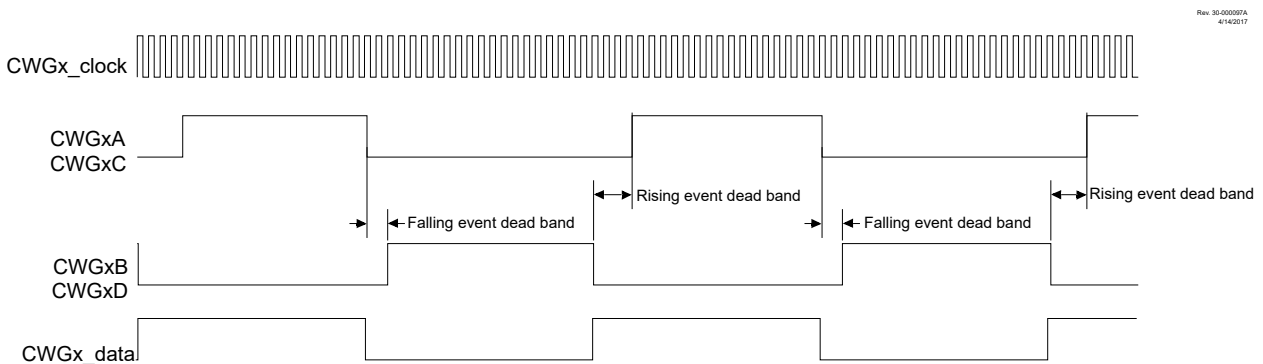 Rev. 30-000097A
4/14/2017
CWGx_clock
CWGxA
CWGxC
Rising event dead band
Rising event dead band
Falling event dead band
Falling event dead band
CWGxB
CWGxD
CWGx_data